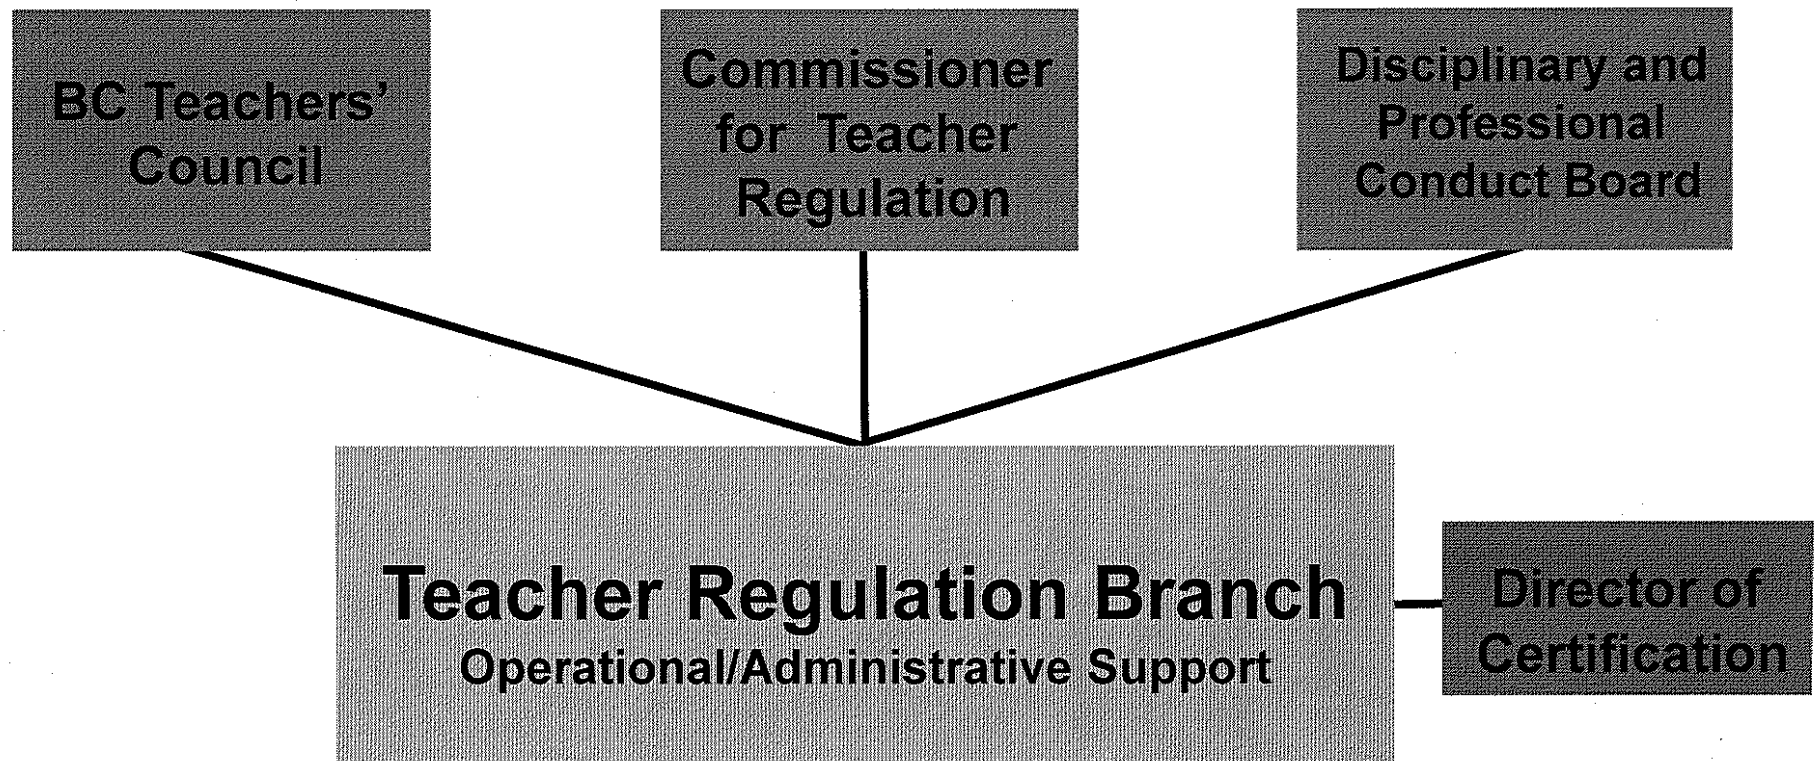 BC Teachers'
Council
Commissioner
for Teacher
Regulation
Disciplinary and
Professional
Conduct Board
Teacher Regulation Branch
Operational/Administrative Support
Director of
Certification